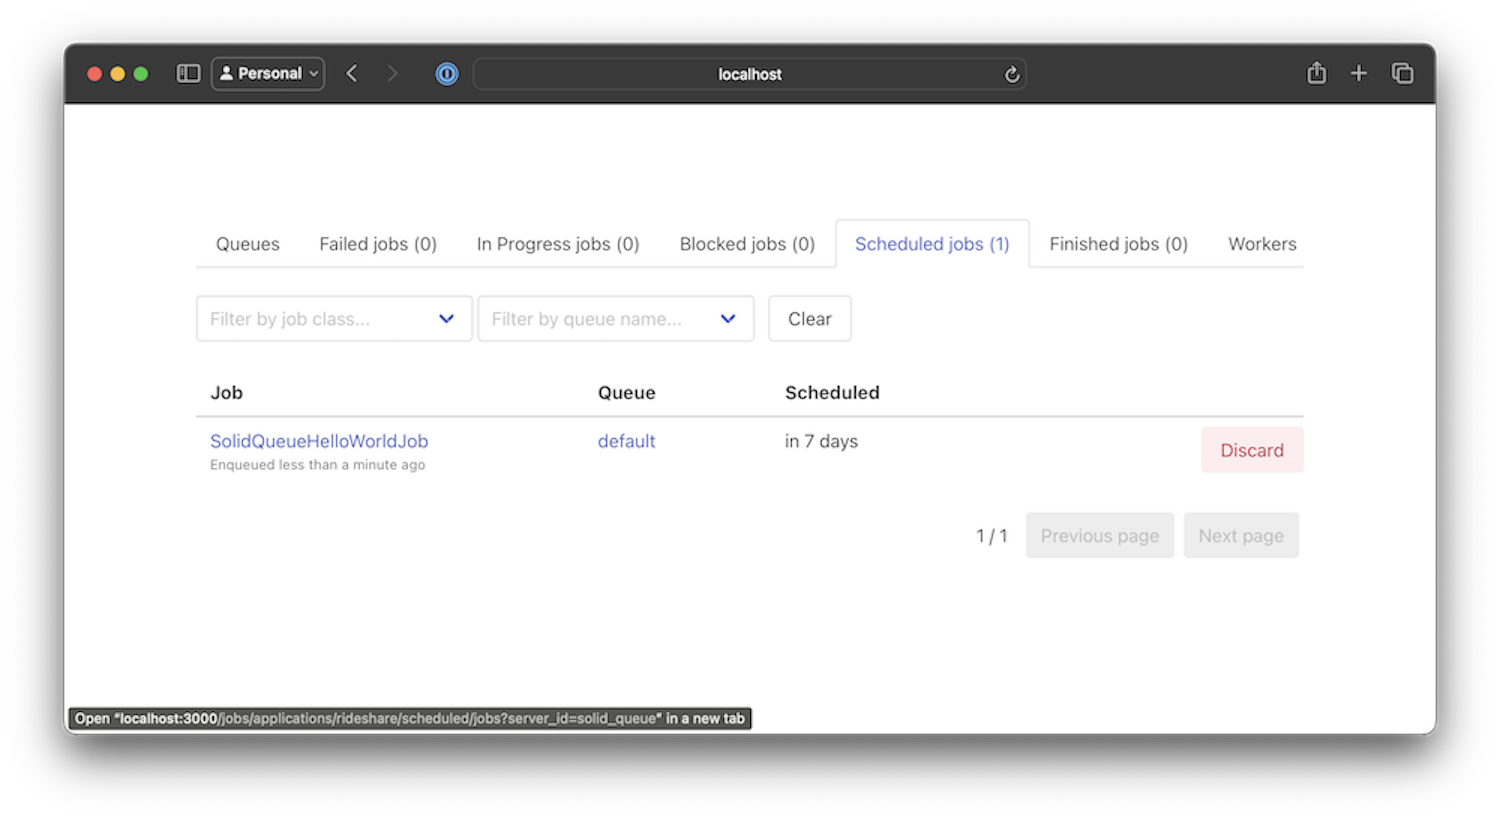 Personal
localhost
Queues Failed jobs (0) In Progress jobs (0) Blocked jobs (0) Scheduled jobs (1) Finished jobs (0) Workers
Filter by job class... Filter by queue name... Clear
Job Queue Scheduled
SolidQueueHelloWorldJob default in 7 days Discard
Enqueued less than a minute ago
1 / 1 Previous page Next page
Open “localhost:3000/jobs/applications/rideshare/scheduled/jobs?server_id=solid_queue” in a new tab